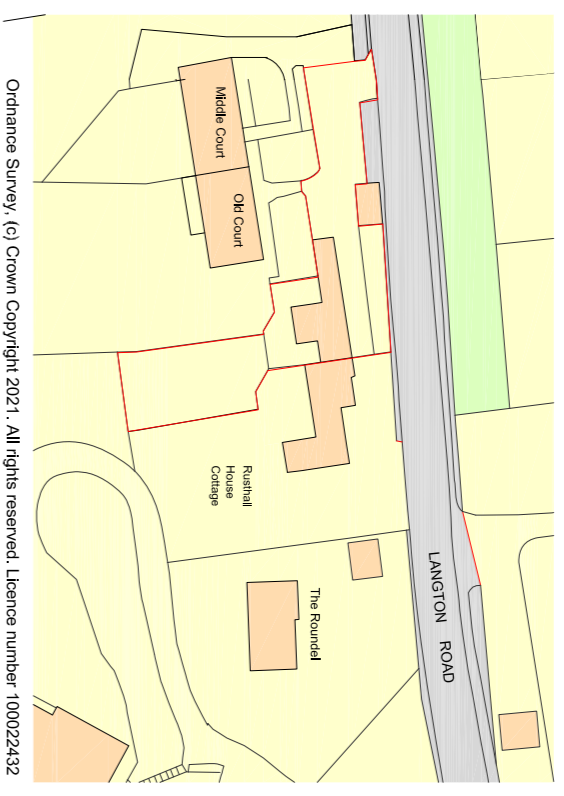 Middle Court
Old Court
Rusthall
House
Cottage
The Roundel
LANGTON ROAD
Ordnance Survey, (c) Crown Copyright 2021. All rights reserved. Licence number 100022432